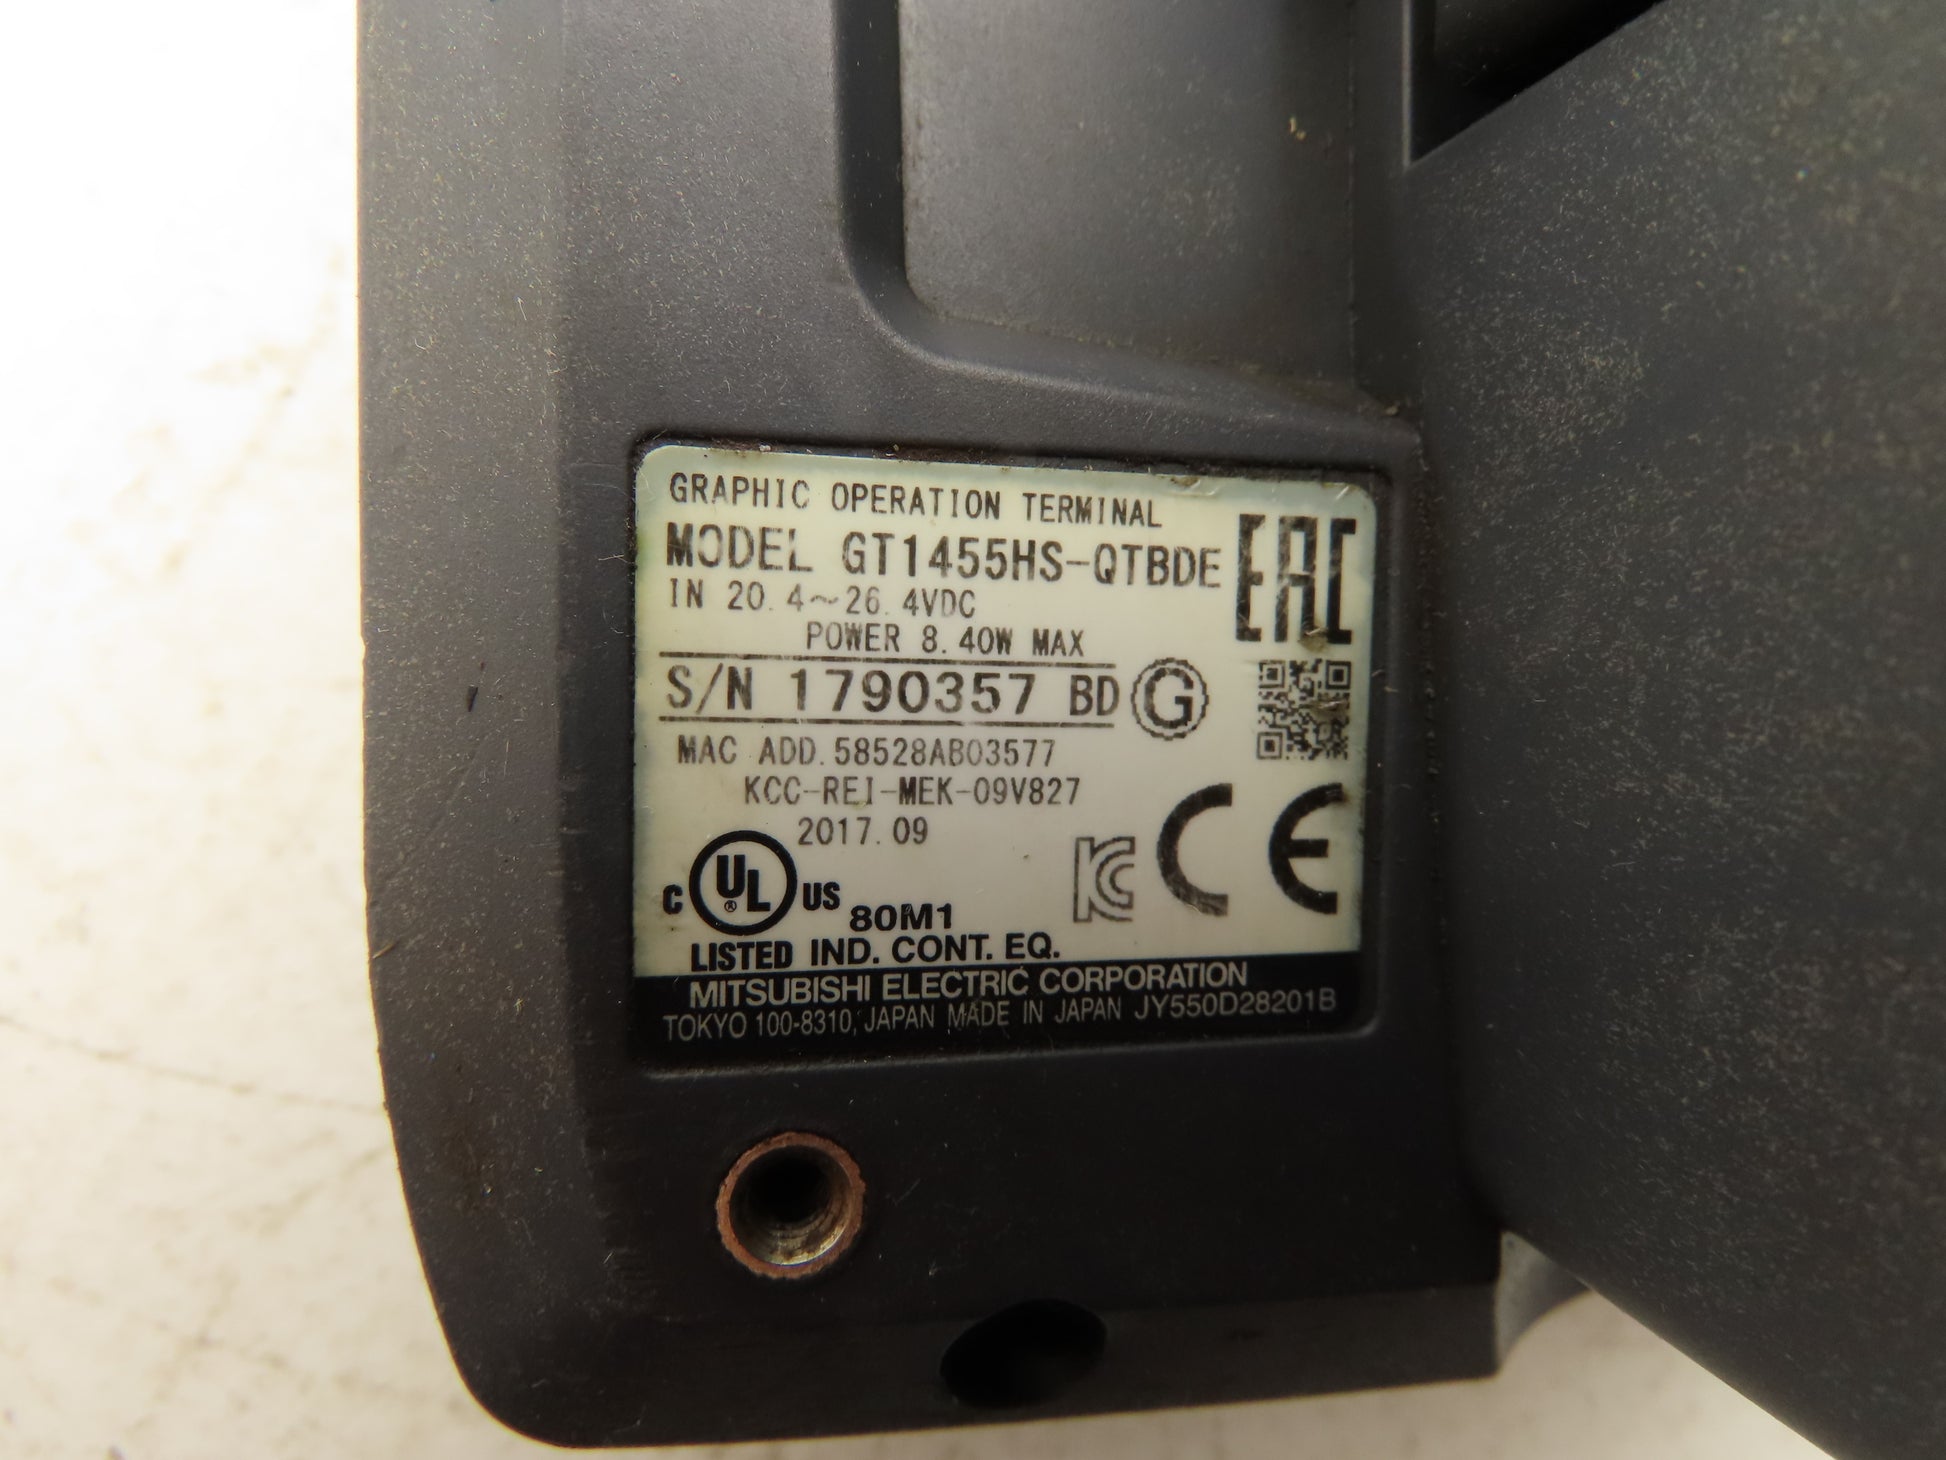 GRAPHIC OPERATION TERMINAL
MODEL GT1455HS-QTBDE
EAC
IN 20.4~26.4VDC
POWER 8.40W MAX
S/N 1790357 BD G
MAC ADD.58528AB03577
KCC-REI-MEK-09V827
2017.09
C UL ® US 80M1
KC CE
LISTED IND. CONT. EQ.
MITSUBISHI ELECTRIC CORPORATION
TOKYO 100-8310, JAPAN MADE IN JAPAN JY550D28201B